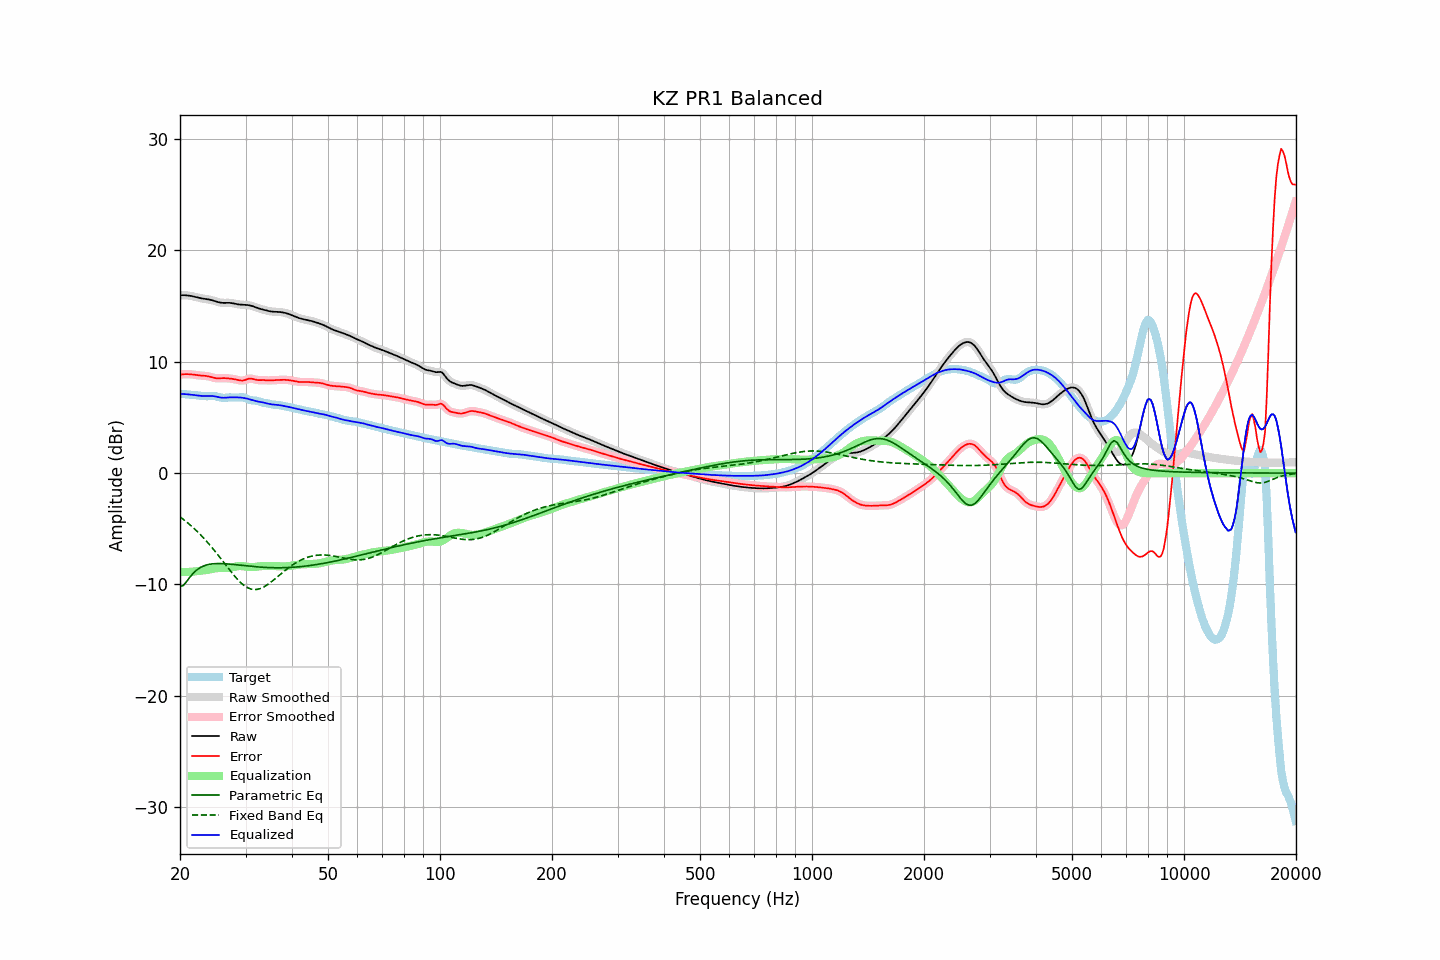 KZ PR1 Balanced
30
20
10
0
−10
−20
−30
Amplitude (dBr)
Target
Raw Smoothed
Error Smoothed
Raw
Error
Equalization
Parametric Eq
Fixed Band Eq
Equalized
20 50 100 200 500 1000 2000 5000 10000 20000
Frequency (Hz)